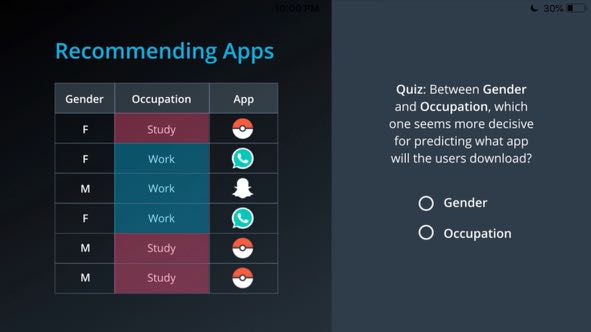 10:00 PM
30%
Recommending Apps
Gender Occupation App
F Study
F Work
M Work
F Work
M Study
M Study
Quiz: Between Gender
and Occupation, which
one seems more decisive
for predicting what app
will the users download?
Gender
Occupation